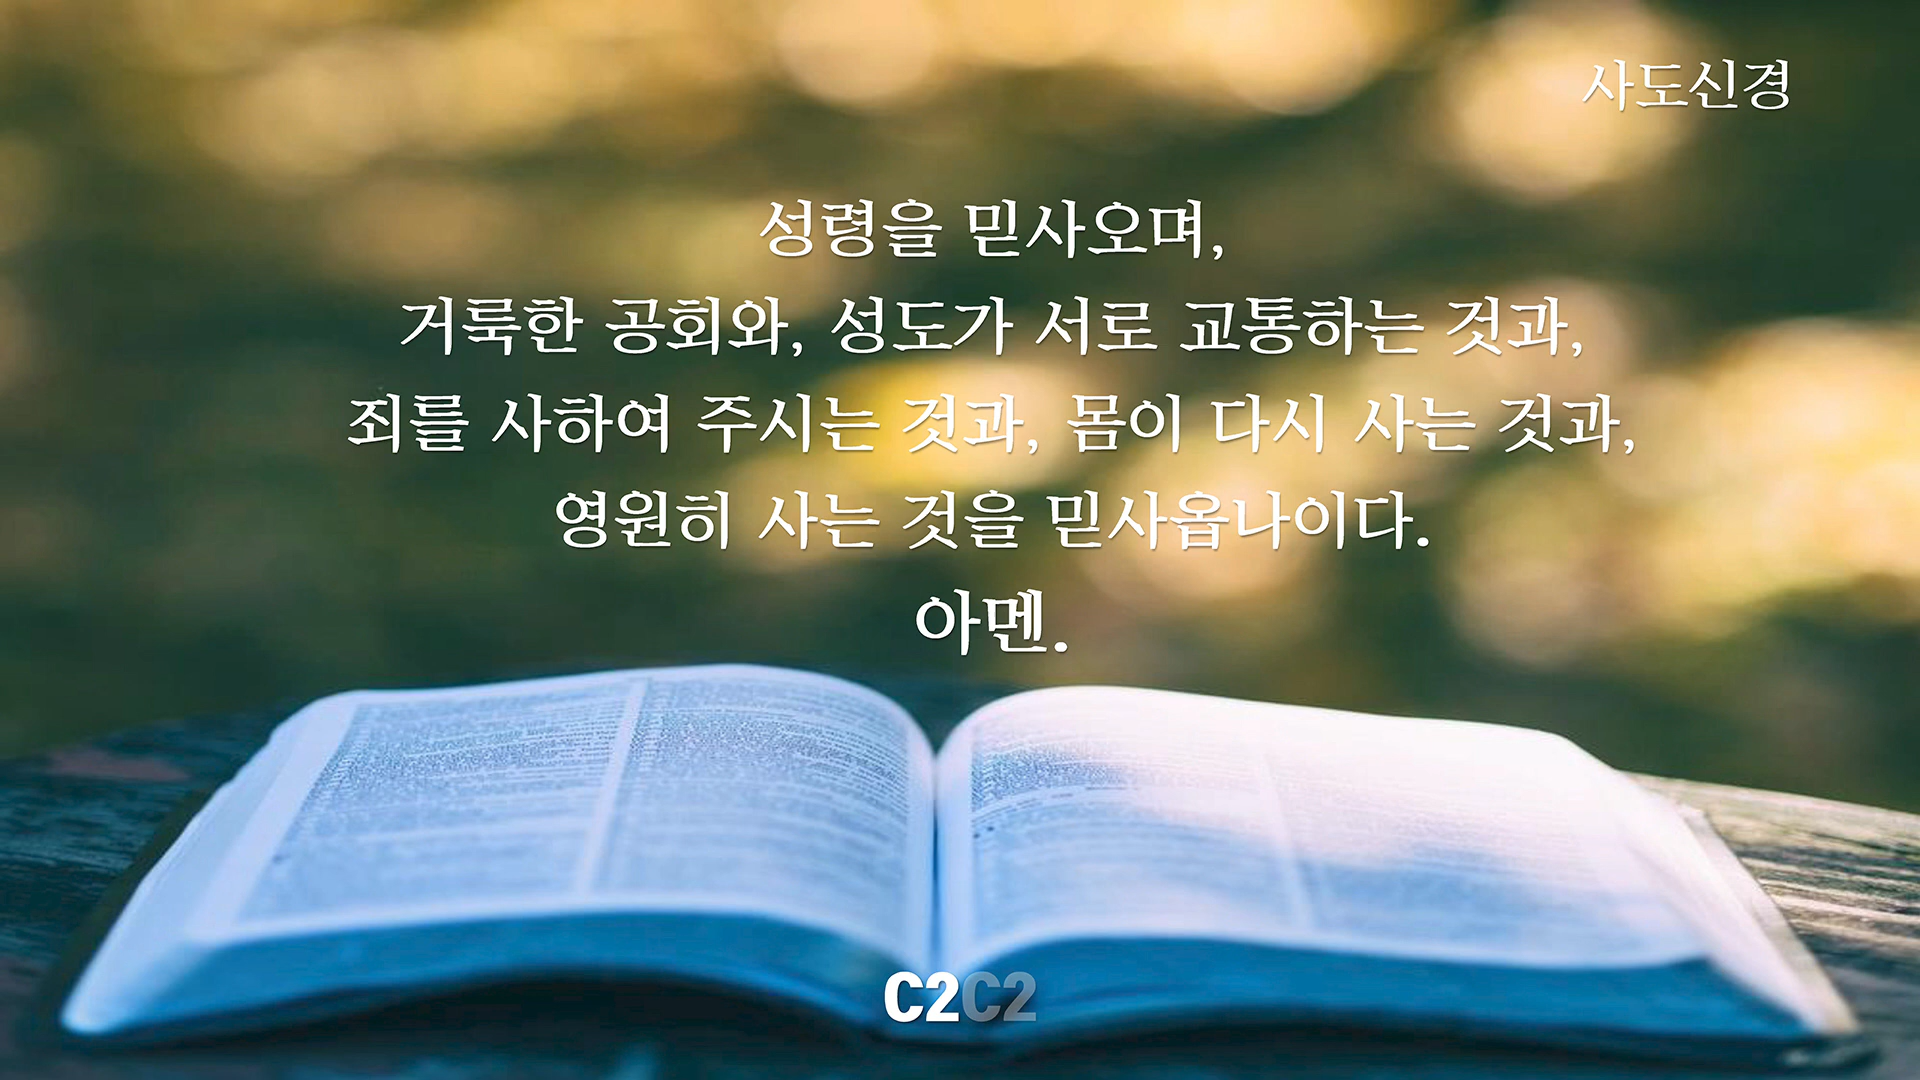 사도신경
성령을 믿사오며,
거룩한 공회와, 성도가 서로 교통하는 것과,
죄를 사하여 주시는 것과, 몸이 다시 사는 것과,
영원히 사는 것을 믿사옵나이다.
아멘.
C2C2